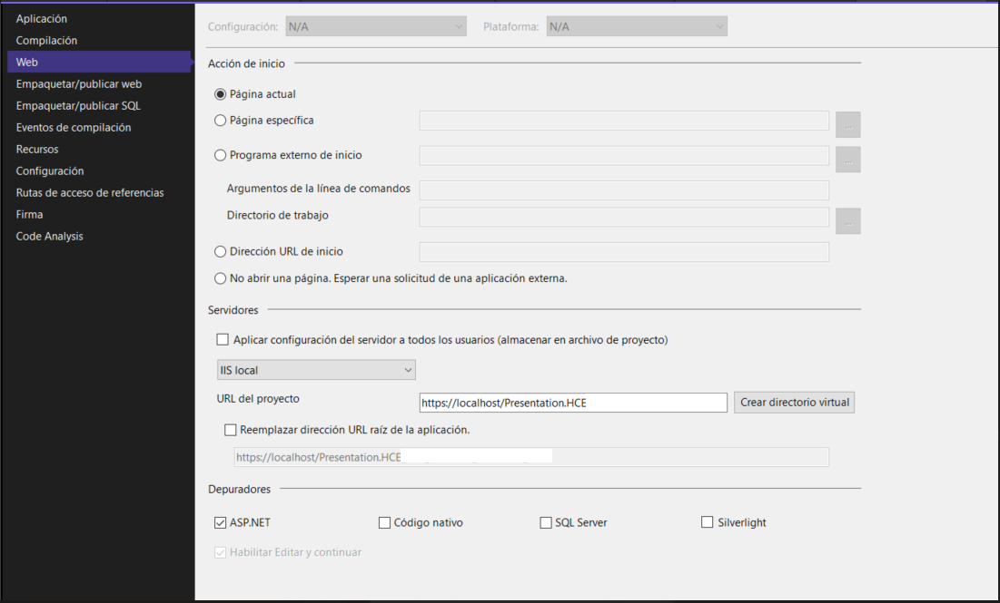 Aplicación
Compilación
Web
Empaquetar/publicar web
Empaquetar/publicar SQL
Eventos de compilación
Recursos
Configuración
Rutas de acceso de referencias
Firma
Code Analysis
Configuración: N/A Plataforma: N/A
Acción de inicio
Página actual
Página específica ...
Programa externo de inicio ...
Argumentos de la línea de comandos
Directorio de trabajo ...
Dirección URL de inicio
No abrir una página. Esperar una solicitud de una aplicación externa.
Servidores
Aplicar configuración del servidor a todos los usuarios (almacenar en archivo de proyecto)
IIS local
URL del proyecto https://localhost/Presentation.HCE Crear directorio virtual
Reemplazar dirección URL raíz de la aplicación.
https://localhost/Presentation.HCE
Depuradores
ASP.NET Código nativo SQL Server Silverlight
Habilitar Editar y continuar